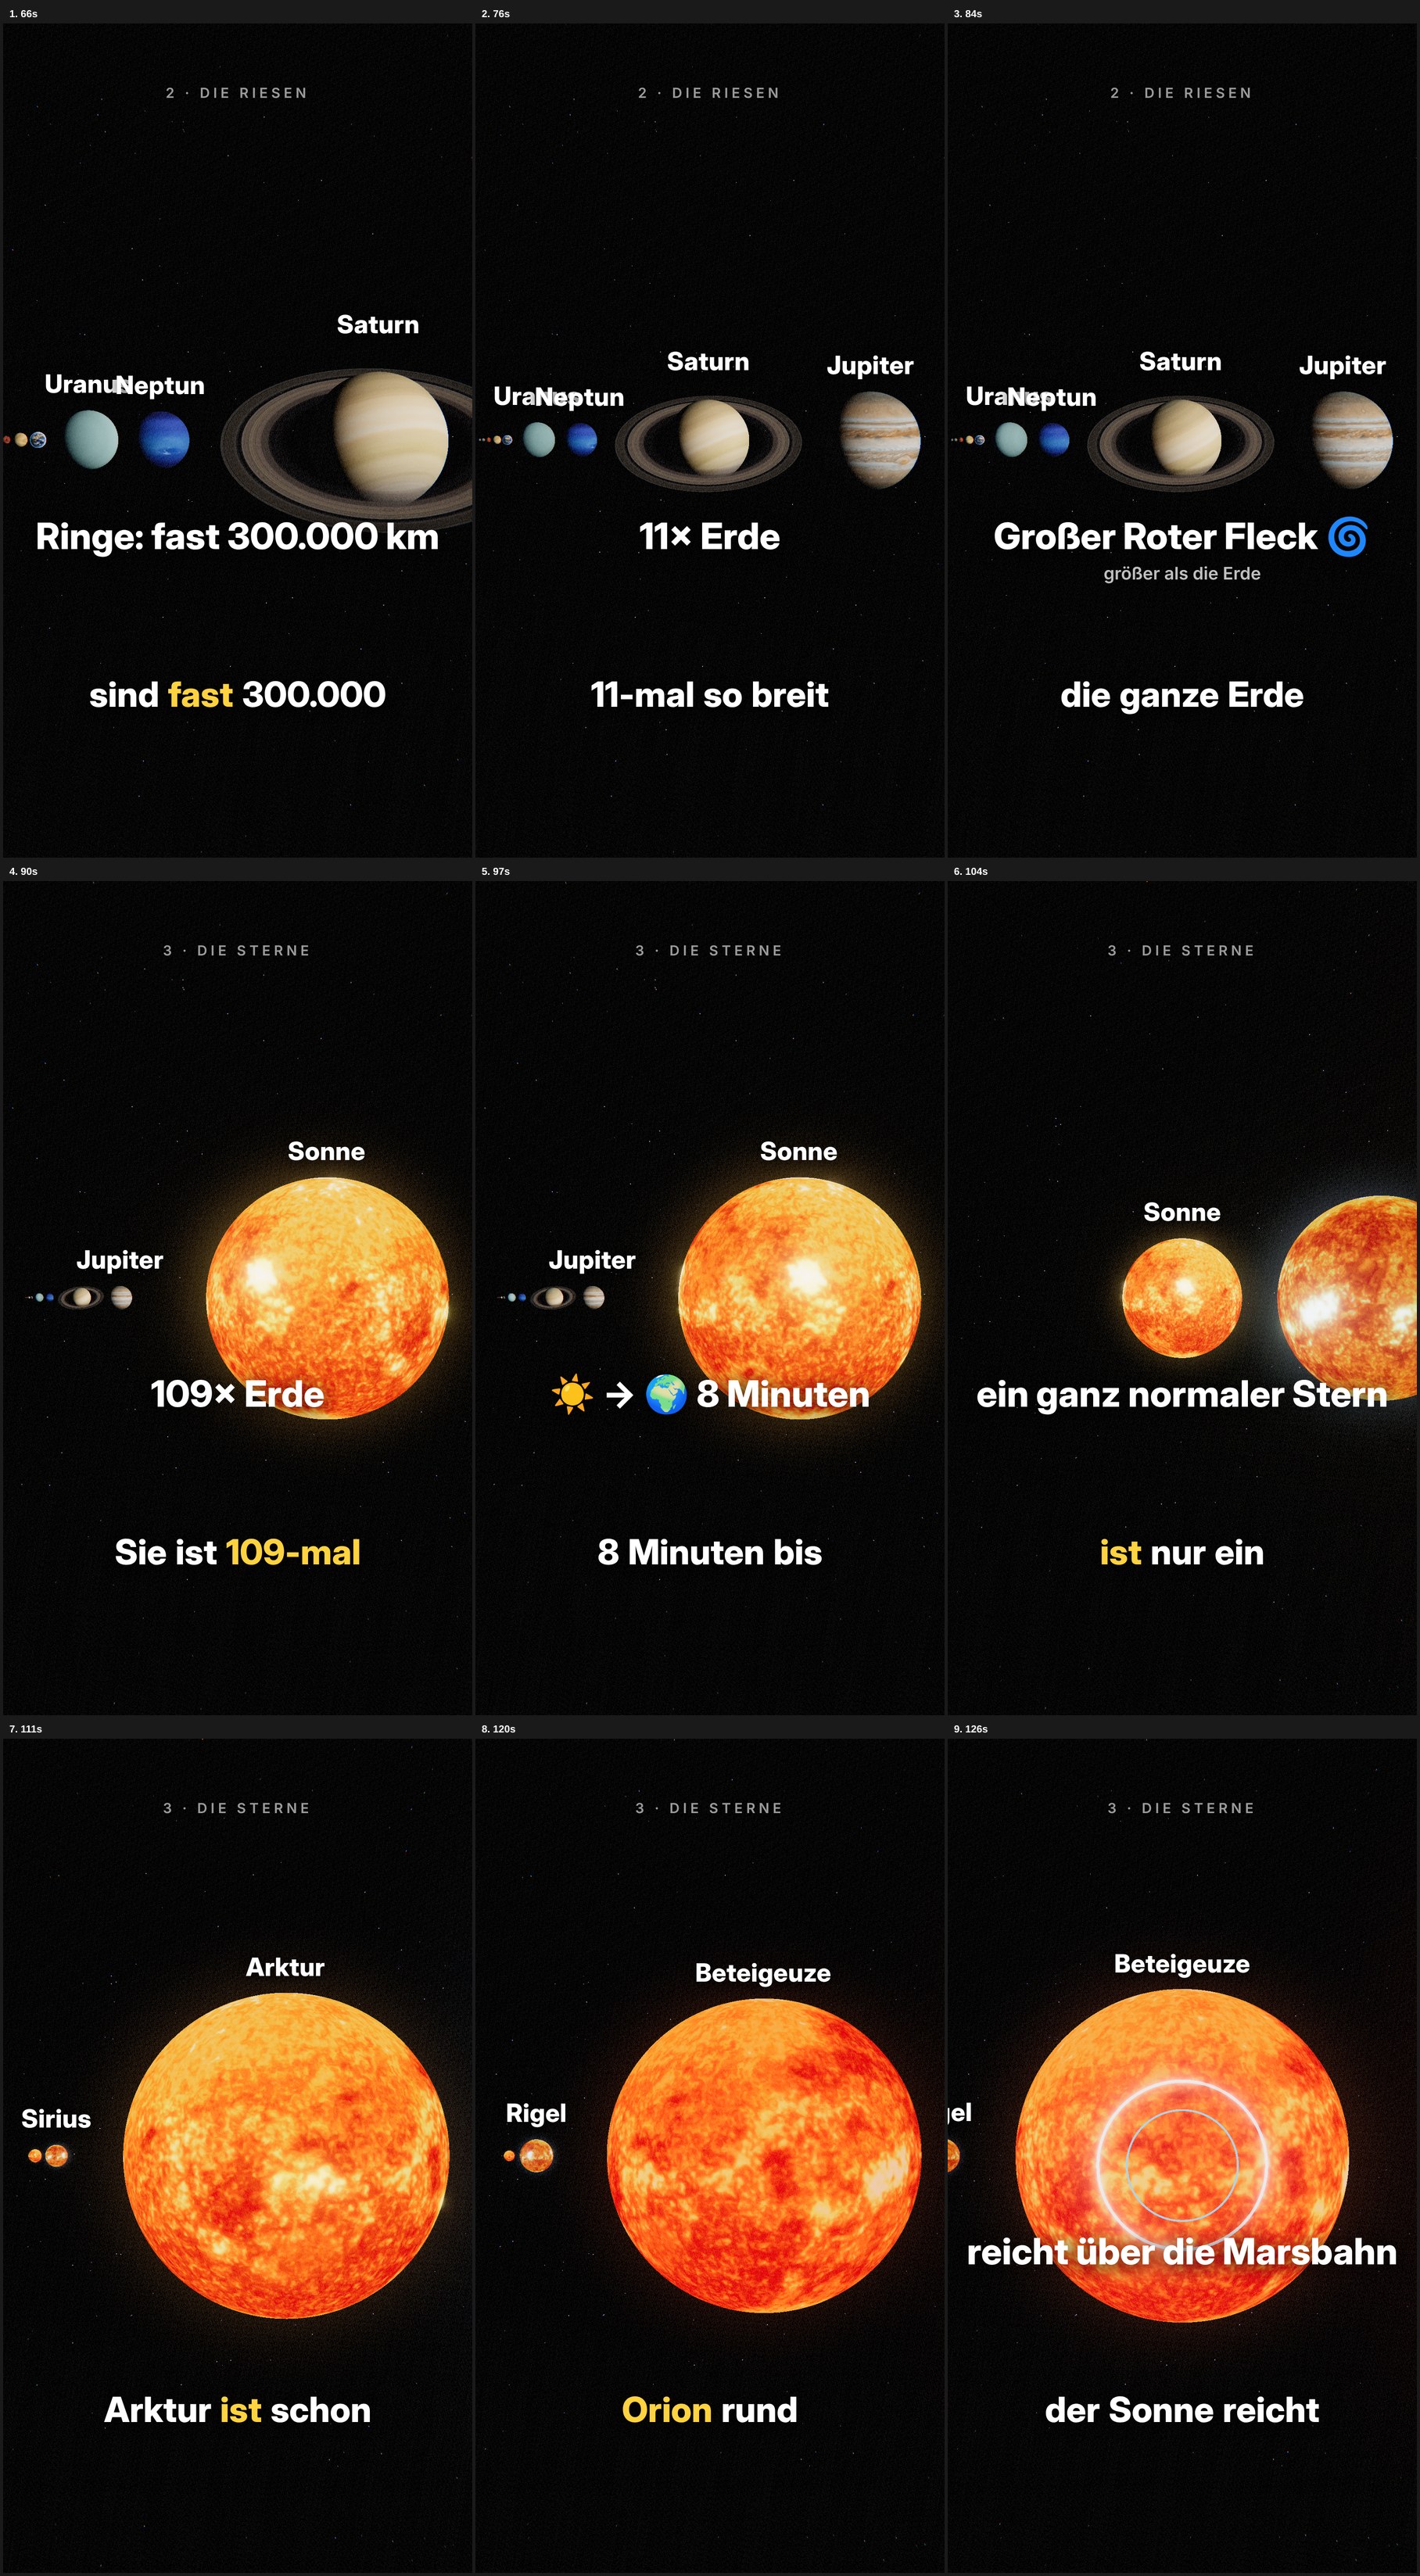 1. 66s
2 · DIE RIESEN
Saturn
Uranus
Neptun
Ringe: fast 300.000 km
sind fast 300.000
2. 76s
2 · DIE RIESEN
Saturn
Jupiter
Uranus
Neptun
11× Erde
11-mal so breit
3. 84s
2 · DIE RIESEN
Saturn
Jupiter
Uranus
Neptun
Großer Roter Fleck 🌀
größer als die Erde
die ganze Erde
4. 90s
3 · DIE STERNE
Sonne
Jupiter
109× Erde
Sie ist 109-mal
5. 97s
3 · DIE STERNE
Sonne
Jupiter
☀️ → 🌍 8 Minuten
8 Minuten bis
6. 104s
3 · DIE STERNE
Sonne
ein ganz normaler Stern
ist nur ein
7. 111s
3 · DIE STERNE
Arktur
Sirius
Arktur ist schon
8. 120s
3 · DIE STERNE
Beteigeuze
Rigel
Orion rund
9. 126s
3 · DIE STERNE
Beteigeuze
gel
reicht über die Marsbahn
der Sonne reicht